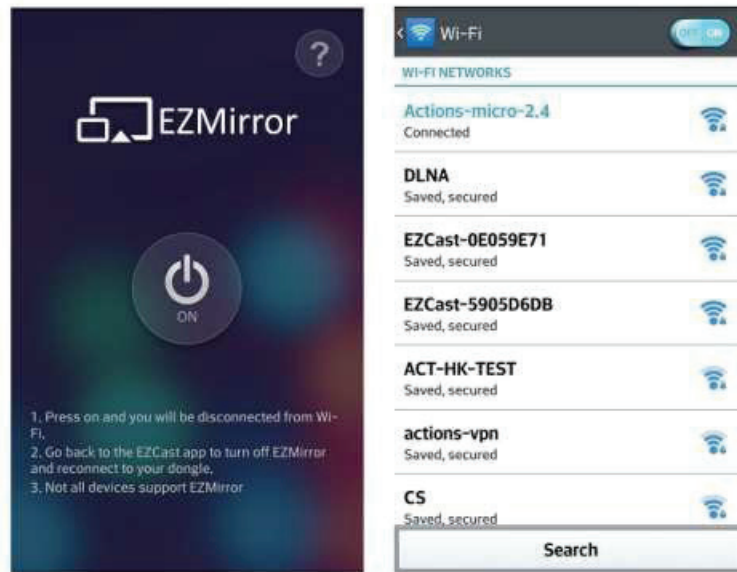 ?
EZMirror
ON
1. Press on and you will be disconnected from Wi-
Fi.
2. Go back to the EZCast app to turn off EZMirror
and reconnect to your dongle.
3. Not all devices support EZMirror
Wi-Fi
OFF ON
WI-FI NETWORKS
Actions-micro-2.4
Connected
DLNA
Saved, secured
EZCast-0E059E71
Saved, secured
EZCast-5905D6DB
Saved, secured
ACT-HK-TEST
Saved, secured
actions-vpn
Saved, secured
CS
Saved, secured
Search